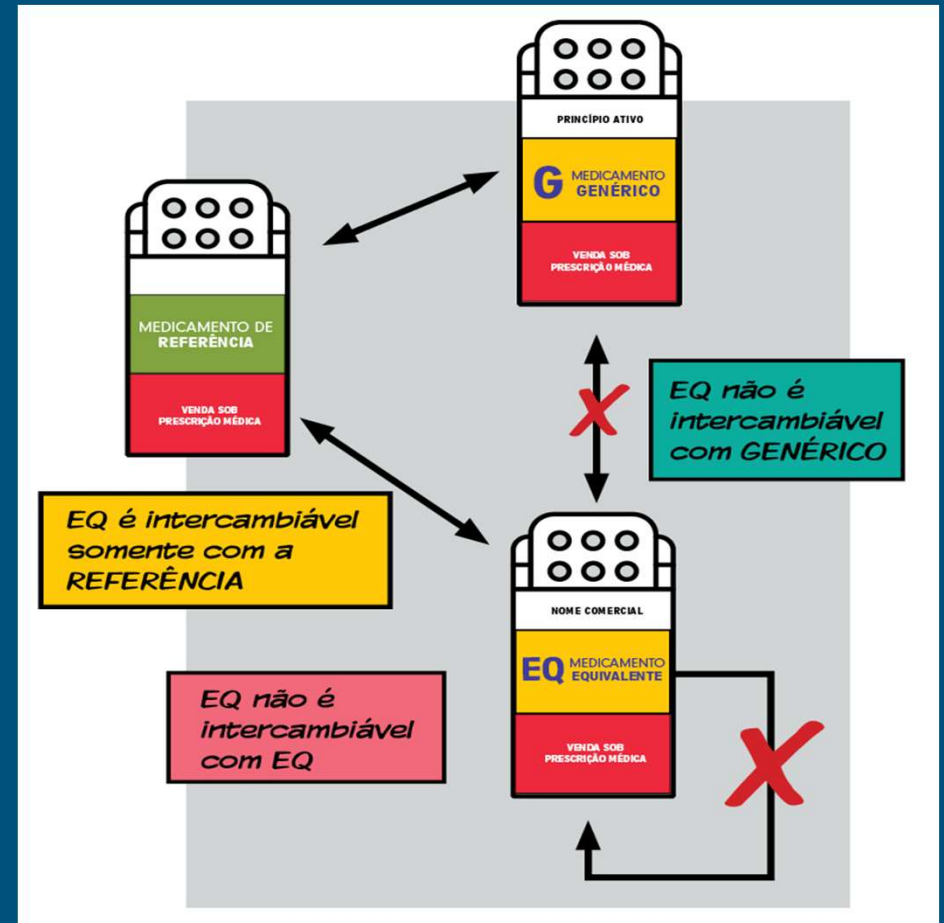 PRINCÍPIO ATIVO
G MEDICAMENTO
GENÉRICO
VENDA SOB
PRESCRIÇÃO MÉDICA
MEDICAMENTO DE
REFERÊNCIA
VENDA SOB
PRESCRIÇÃO MÉDICA
EQ não é
intercambiável
com GENÉRICO
EQ é intercambiável
somente com a
REFERÊNCIA
NOME COMERCIAL
EQ MEDICAMENTO
EQUIVALENTE
VENDA SOB
PRESCRIÇÃO MÉDICA
EQ não é
intercambiável
com EQ